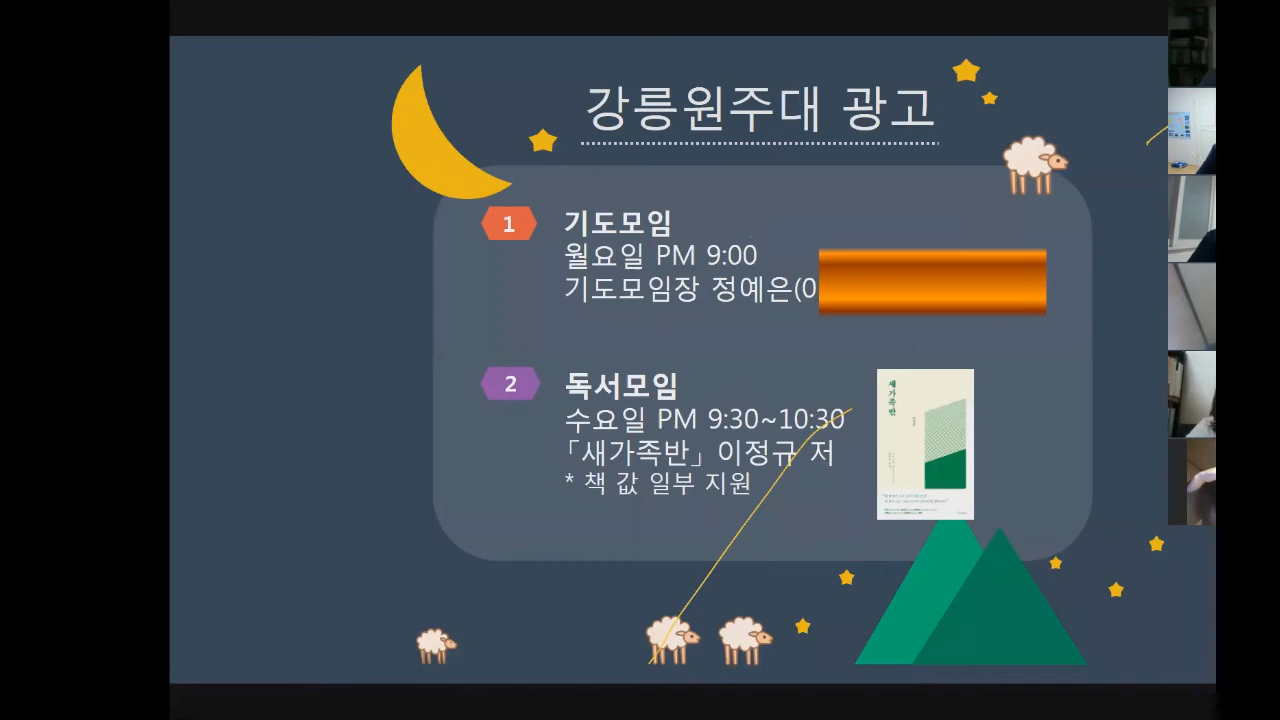 강릉원주대 광고
1
기도모임
월요일 PM 9:00
기도모임장 정예은(0
2
독서모임
수요일 PM 9:30~10:30
「새가족반」이정규 저
* 책 값 일부 지원
새가족반